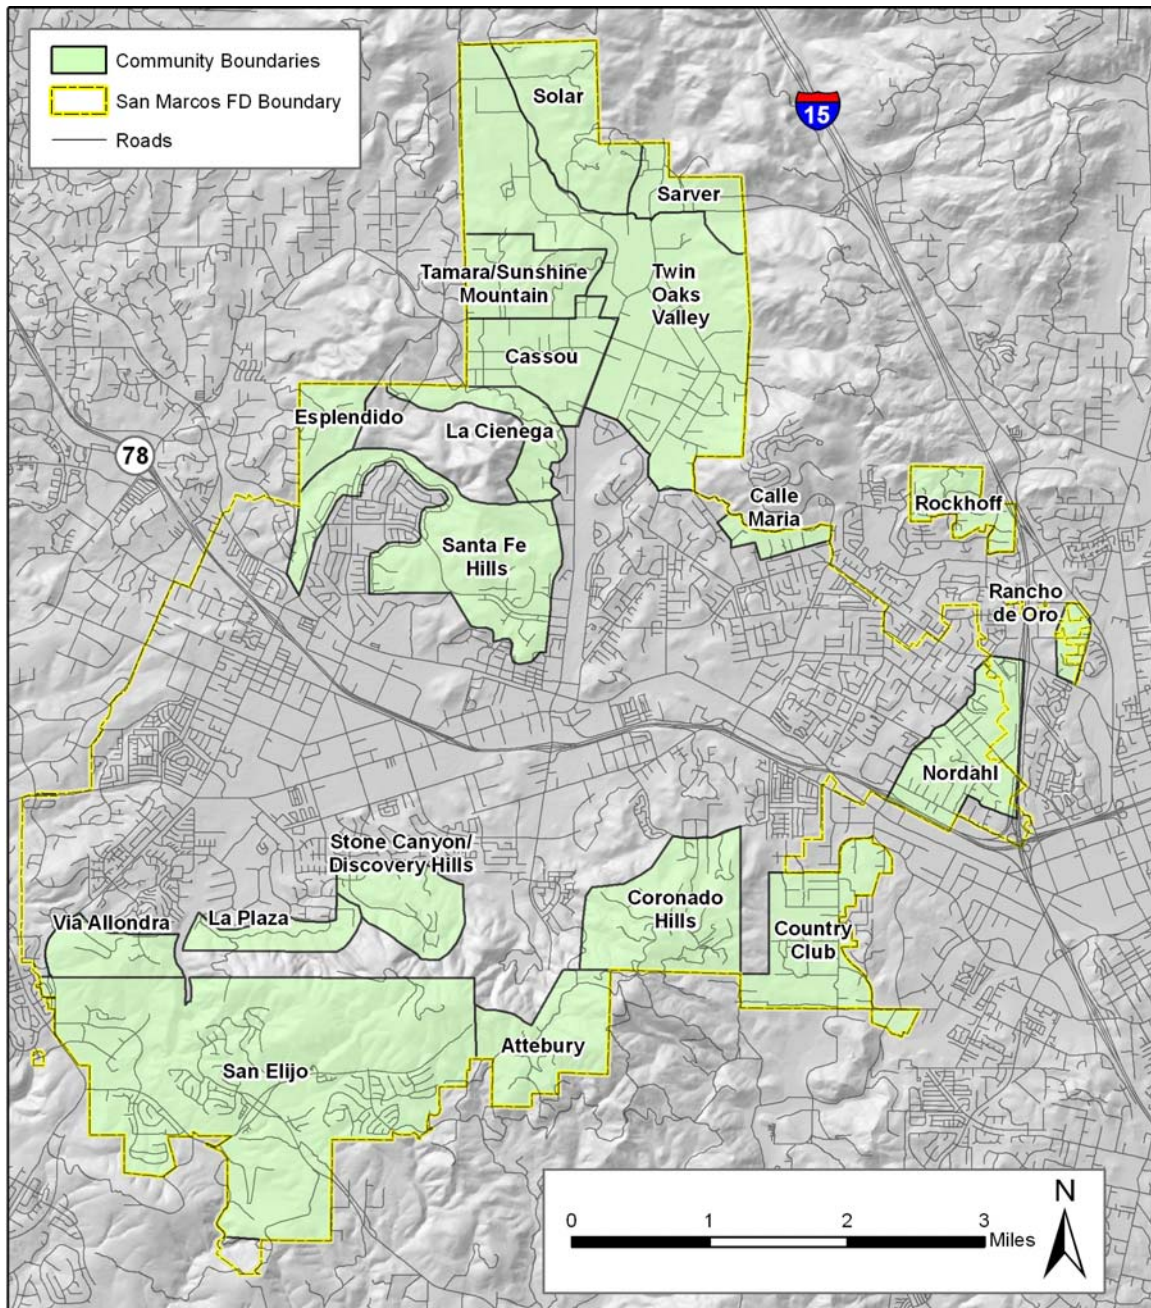 Community Boundaries
San Marcos FD Boundary
Roads
Solar
15
Sarver
Tamara/Sunshine
Mountain
Twin
Oaks
Valley
Cassou
Esplendido
La Cienega
78
Calle
Maria
Rockhoff
Santa Fe
Hills
Rancho
de Oro
Nordahl
Stone Canyon/
Discovery Hills
Via Allondra
La Plaza
Coronado
Hills
Country
Club
Attebury
San Elijo
N
0 1 2 3
Miles